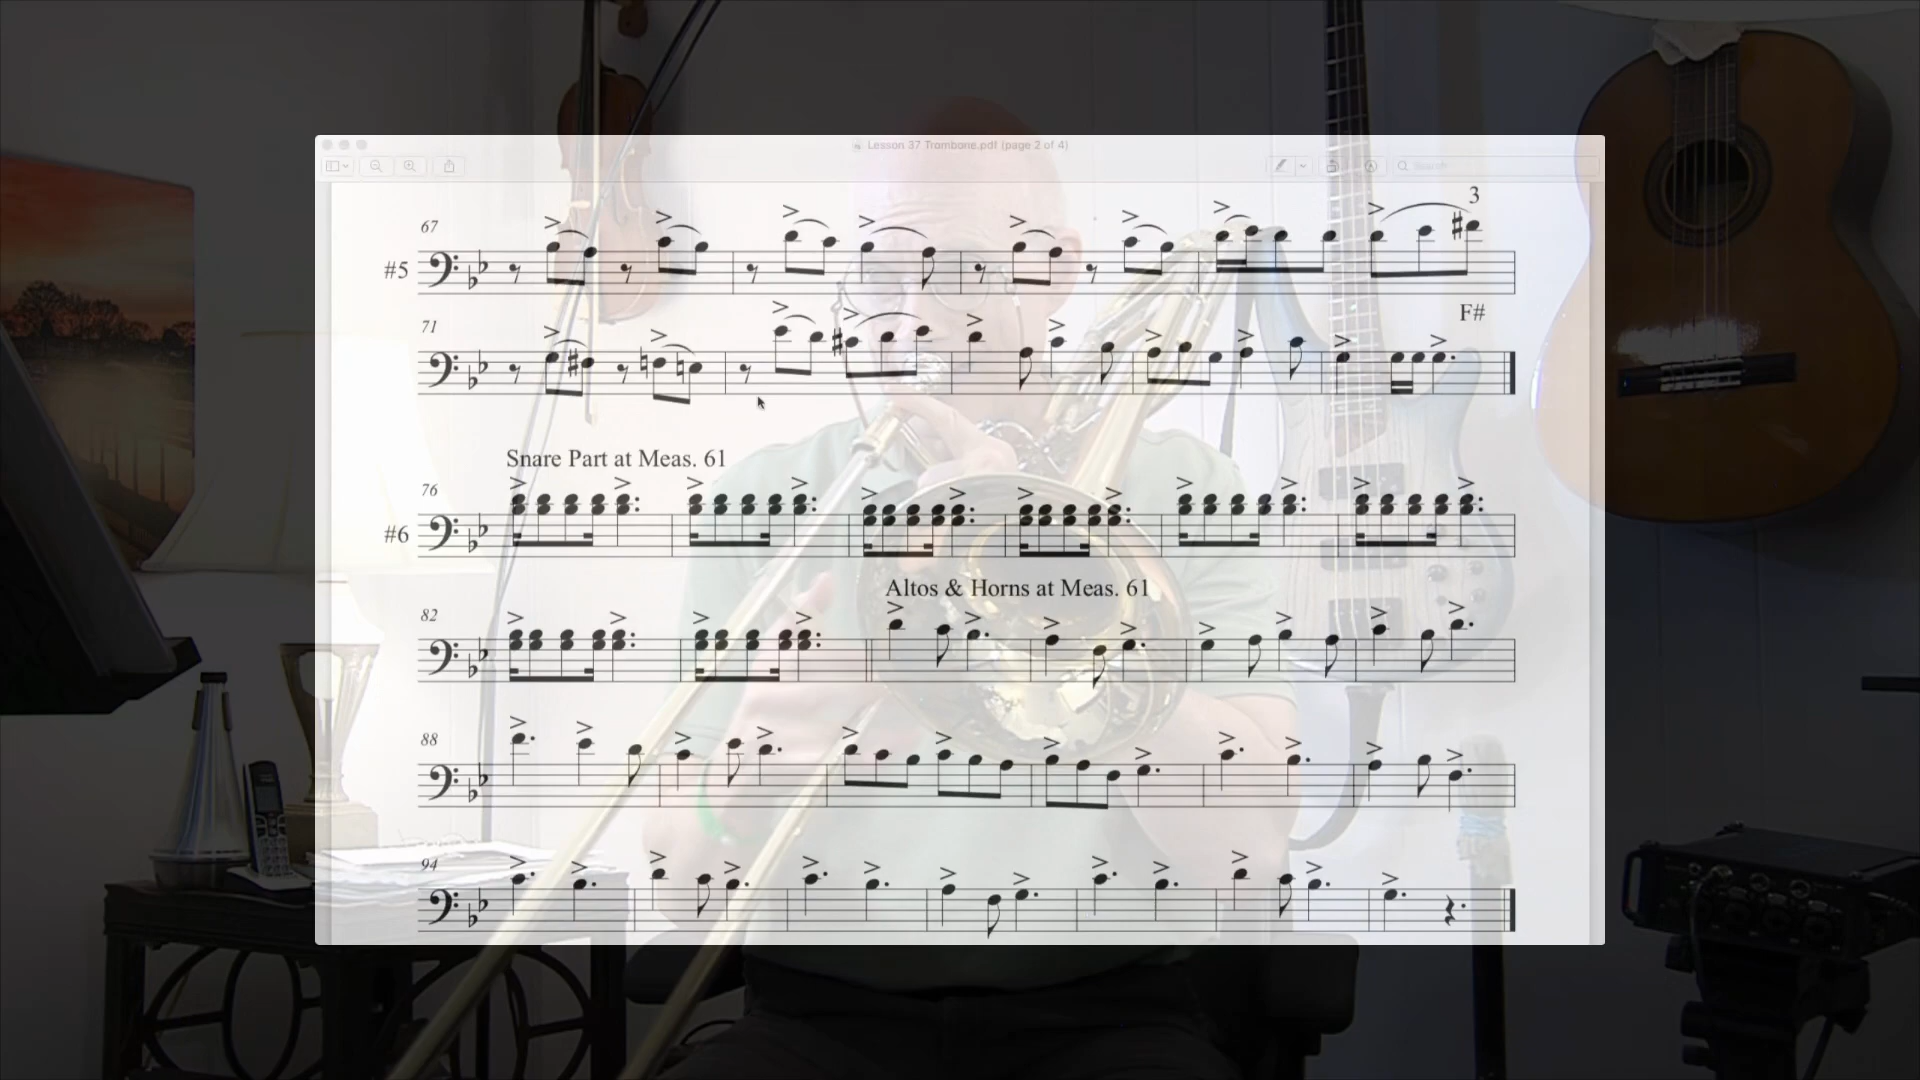 Lesson 37 Trombone.pdf (page 2 of 4)
Search
3
67
#5
F#
71
Snare Part at Meas. 61
76
#6
Altos & Horns at Meas. 61
82
88
94